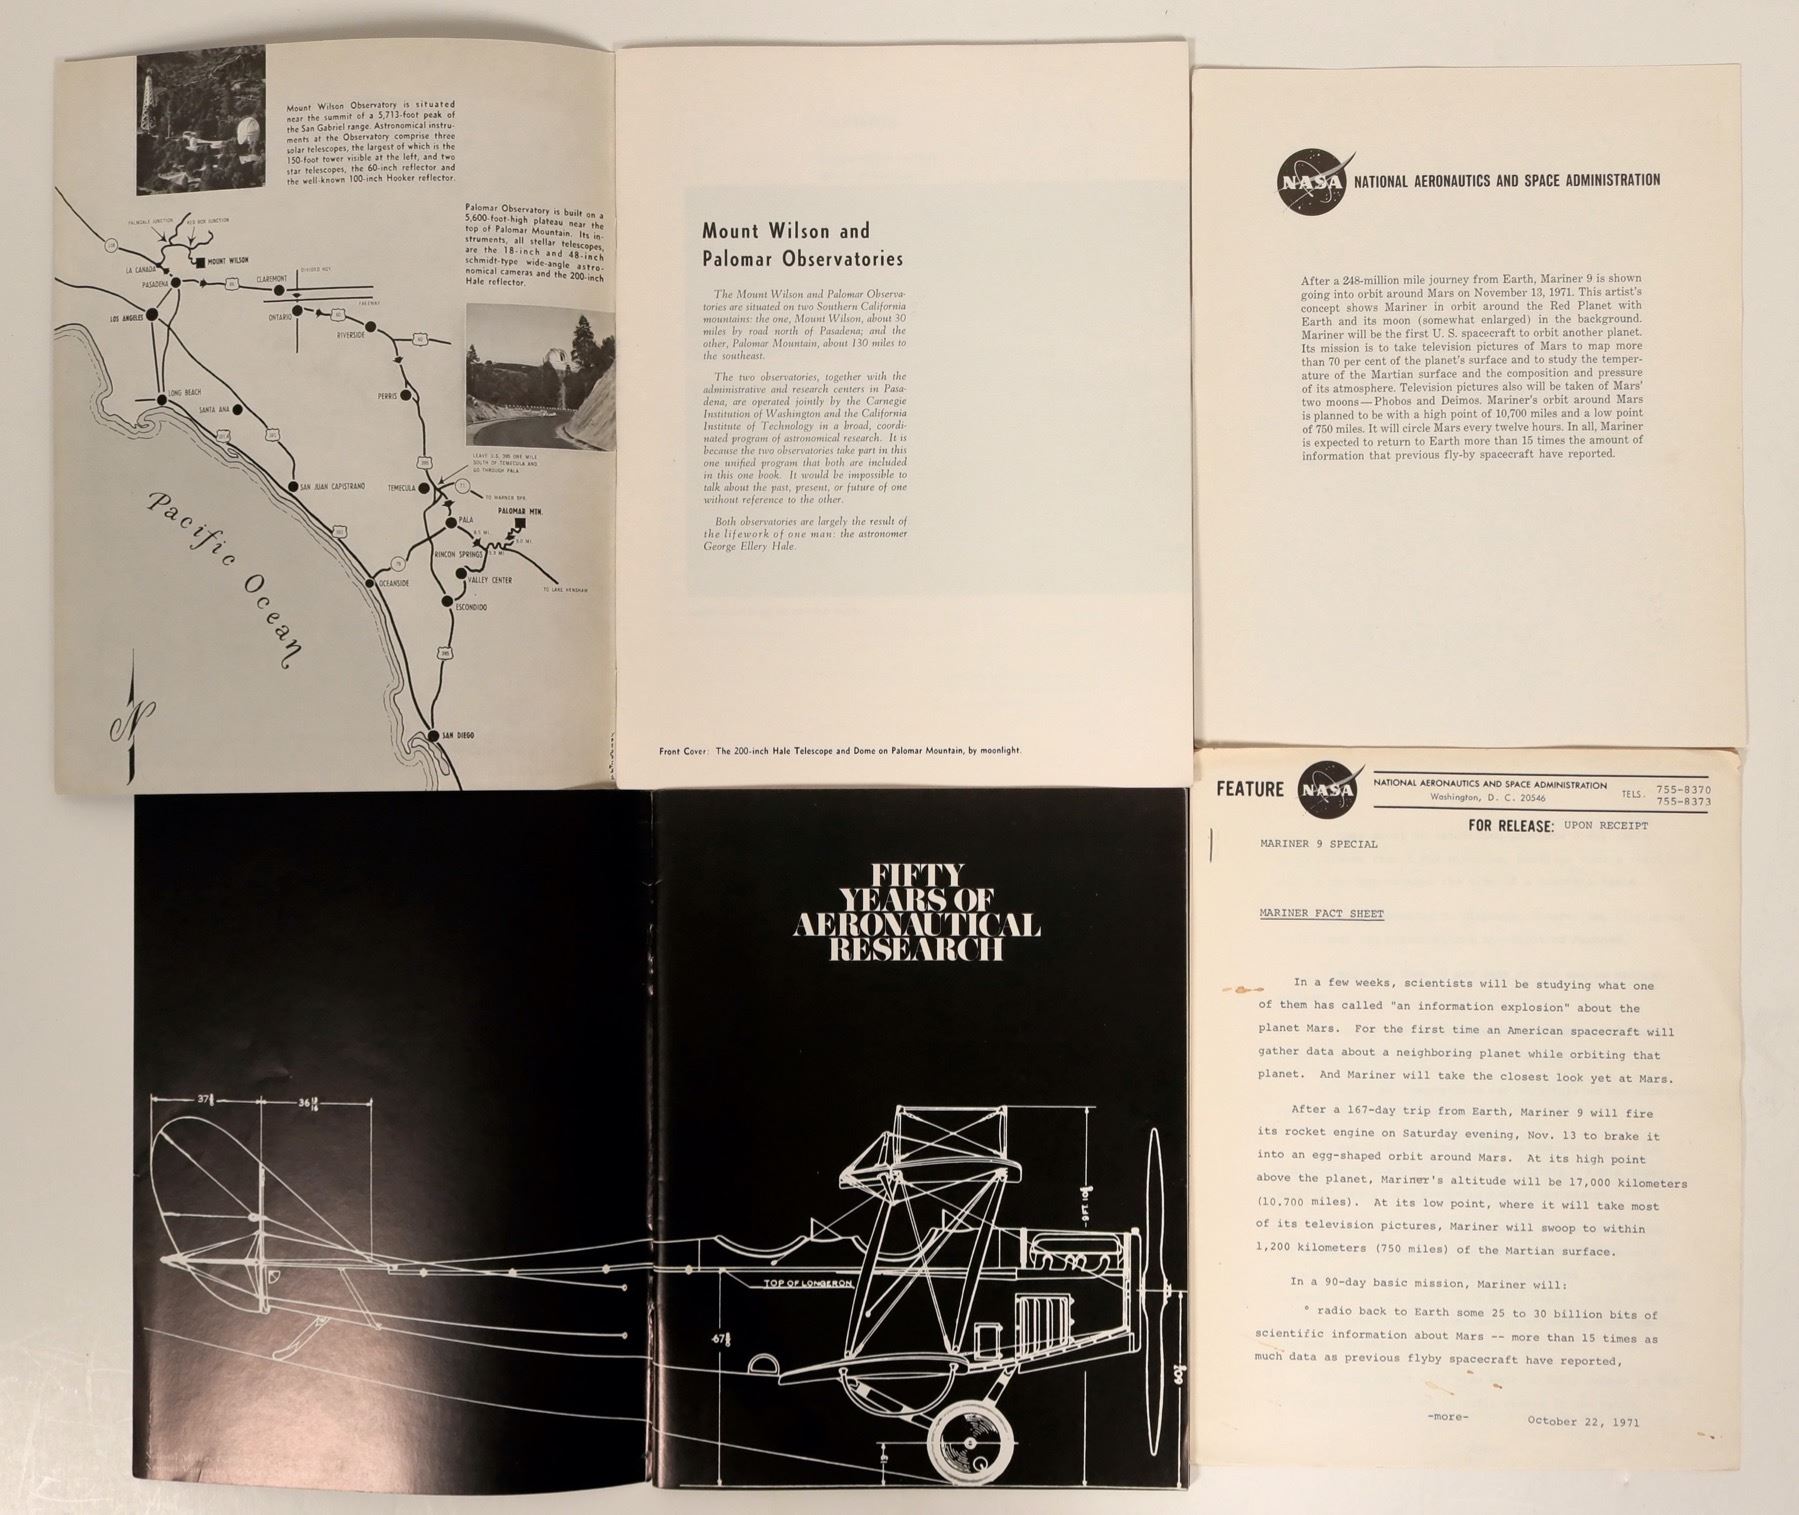 Mount Wilson Observatory is situated
near the summit of a 5,713-foot peak of
the San Gabriel range. Astronomical instru-
ments at the Observatory comprise three
solar telescopes, the largest of which is the
150-foot tower visible at the left, and two
star telescopes, the 60-inch reflector and
the well-known 100-inch Hooker reflector.
Palomar Observatory is built on a
5,600-foot-high plateau near the
top of Palomar Mountain. Its in-
struments, all stellar telescopes,
are the 18-inch and 48-inch
schmidt-type wide-angle astro-
nomical cameras and the 200-inch
Hale reflector.
PALMDALE JUNCTION
RED BOX JUNCTION
MOUNT WILSON
LA CANADA
PASADENA
DIVIDED HGY.
CLAREMONT
FREEWAY
LOS ANGELES
ONTARIO
RIVERSIDE
LONG BEACH
PERRIS
SANTA ANA
LEAVE U.S. 395 ONE MILE
SOUTH OF TEMECULA AND
GO THROUGH PALA
SAN JUAN CAPISTRANO
TEMECULA
TO WARNER SPR.
PALOMAR MTN.
PALA
RINCON SPRINGS
OCEANSIDE
VALLEY CENTER
TO LAKE HENSHAW
ESCONDIDO
Pacific Ocean
N
SAN DIEGO
Mount Wilson and
Palomar Observatories
The Mount Wilson and Palomar Observa-
tories are situated on two Southern California
mountains: the one, Mount Wilson, about 30
miles by road north of Pasadena; and the
other, Palomar Mountain, about 130 miles to
the southeast.
The two observatories, together with the
administrative and research centers in Pasa-
dena, are operated jointly by the Carnegie
Institution of Washington and the California
Institute of Technology in a broad, coordi-
nated program of astronomical research. It is
because the two observatories take part in this
one unified program that both are included
in this one book. It would be impossible to
talk about the past, present, or future of one
without reference to the other.
Both observatories are largely the result of
the lifework of one man: the astronomer
George Ellery Hale.
Front Cover: The 200-inch Hale Telescope and Dome on Palomar Mountain, by moonlight.
NASA NATIONAL AERONAUTICS AND SPACE ADMINISTRATION
After a 248-million mile journey from Earth, Mariner 9 is shown
going into orbit around Mars on November 13, 1971. This artist's
concept shows Mariner in orbit around the Red Planet with
Earth and its moon (somewhat enlarged) in the background.
Mariner will be the first U. S. spacecraft to orbit another planet.
Its mission is to take television pictures of Mars to map more
than 70 per cent of the planet's surface and to study the temper-
ature of the Martian surface and the composition and pressure
of its atmosphere. Television pictures also will be taken of Mars'
two moons—Phobos and Deimos. Mariner's orbit around Mars
is planned to be with a high point of 10,700 miles and a low point
of 750 miles. It will circle Mars every twelve hours. In all, Mariner
is expected to return to Earth more than 15 times the amount of
information that previous fly-by spacecraft have reported.
FIFTY
YEARS OF
AERONAUTICAL
RESEARCH
TOP OF LONGERON
FEATURE NASA NATIONAL AERONAUTICS AND SPACE ADMINISTRATION
Washington, D. C. 20546
TELS. 755-8370
755-8373
FOR RELEASE: UPON RECEIPT
MARINER 9 SPECIAL
MARINER FACT SHEET
In a few weeks, scientists will be studying what one
of them has called "an information explosion" about the
planet Mars. For the first time an American spacecraft will
gather data about a neighboring planet while orbiting that
planet. And Mariner will take the closest look yet at Mars.
After a 167-day trip from Earth, Mariner 9 will fire
its rocket engine on Saturday evening, Nov. 13 to brake it
into an egg-shaped orbit around Mars. At its high point
above the planet, Mariner's altitude will be 17,000 kilometers
(10,700 miles). At its low point, where it will take most
of its television pictures, Mariner will swoop to within
1,200 kilometers (750 miles) of the Martian surface.
In a 90-day basic mission, Mariner will:
° radio back to Earth some 25 to 30 billion bits of
scientific information about Mars -- more than 15 times as
much data as previous flyby spacecraft have reported,
-more-
October 22, 1971